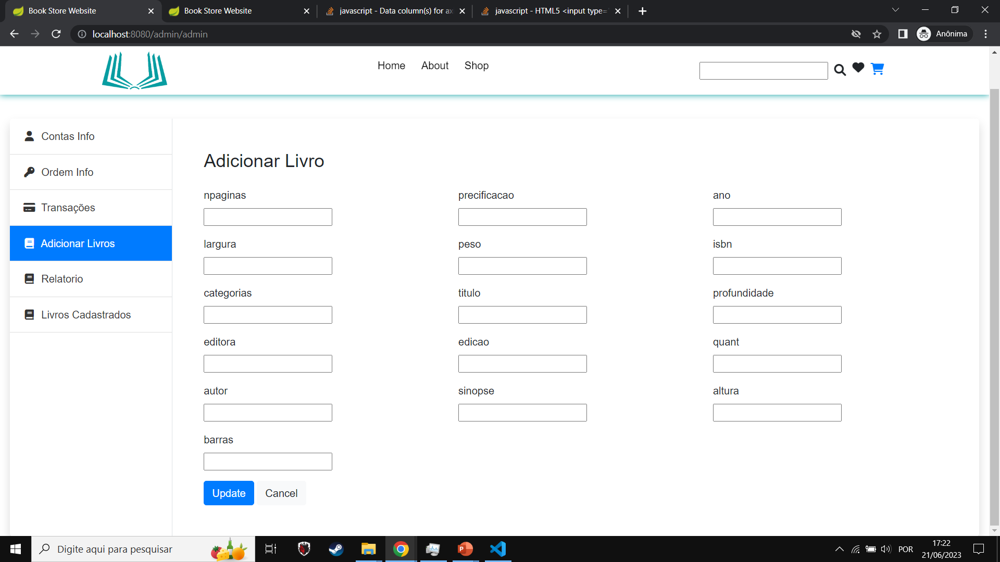 Book Store Website
Book Store Website
javascript - Data column(s) for ax
javascript - HTML5 <input type='
localhost:8080/admin/admin
Anônima
Home About Shop
Contas Info
Ordem Info
Transações
Adicionar Livros
Relatorio
Livros Cadastrados
Adicionar Livro
npaginas precificacao ano
largura peso isbn
categorias titulo profundidade
editora edicao quant
autor sinopse altura
barras
Update Cancel
Digite aqui para pesquisar
P
POR
17:22
21/06/2023